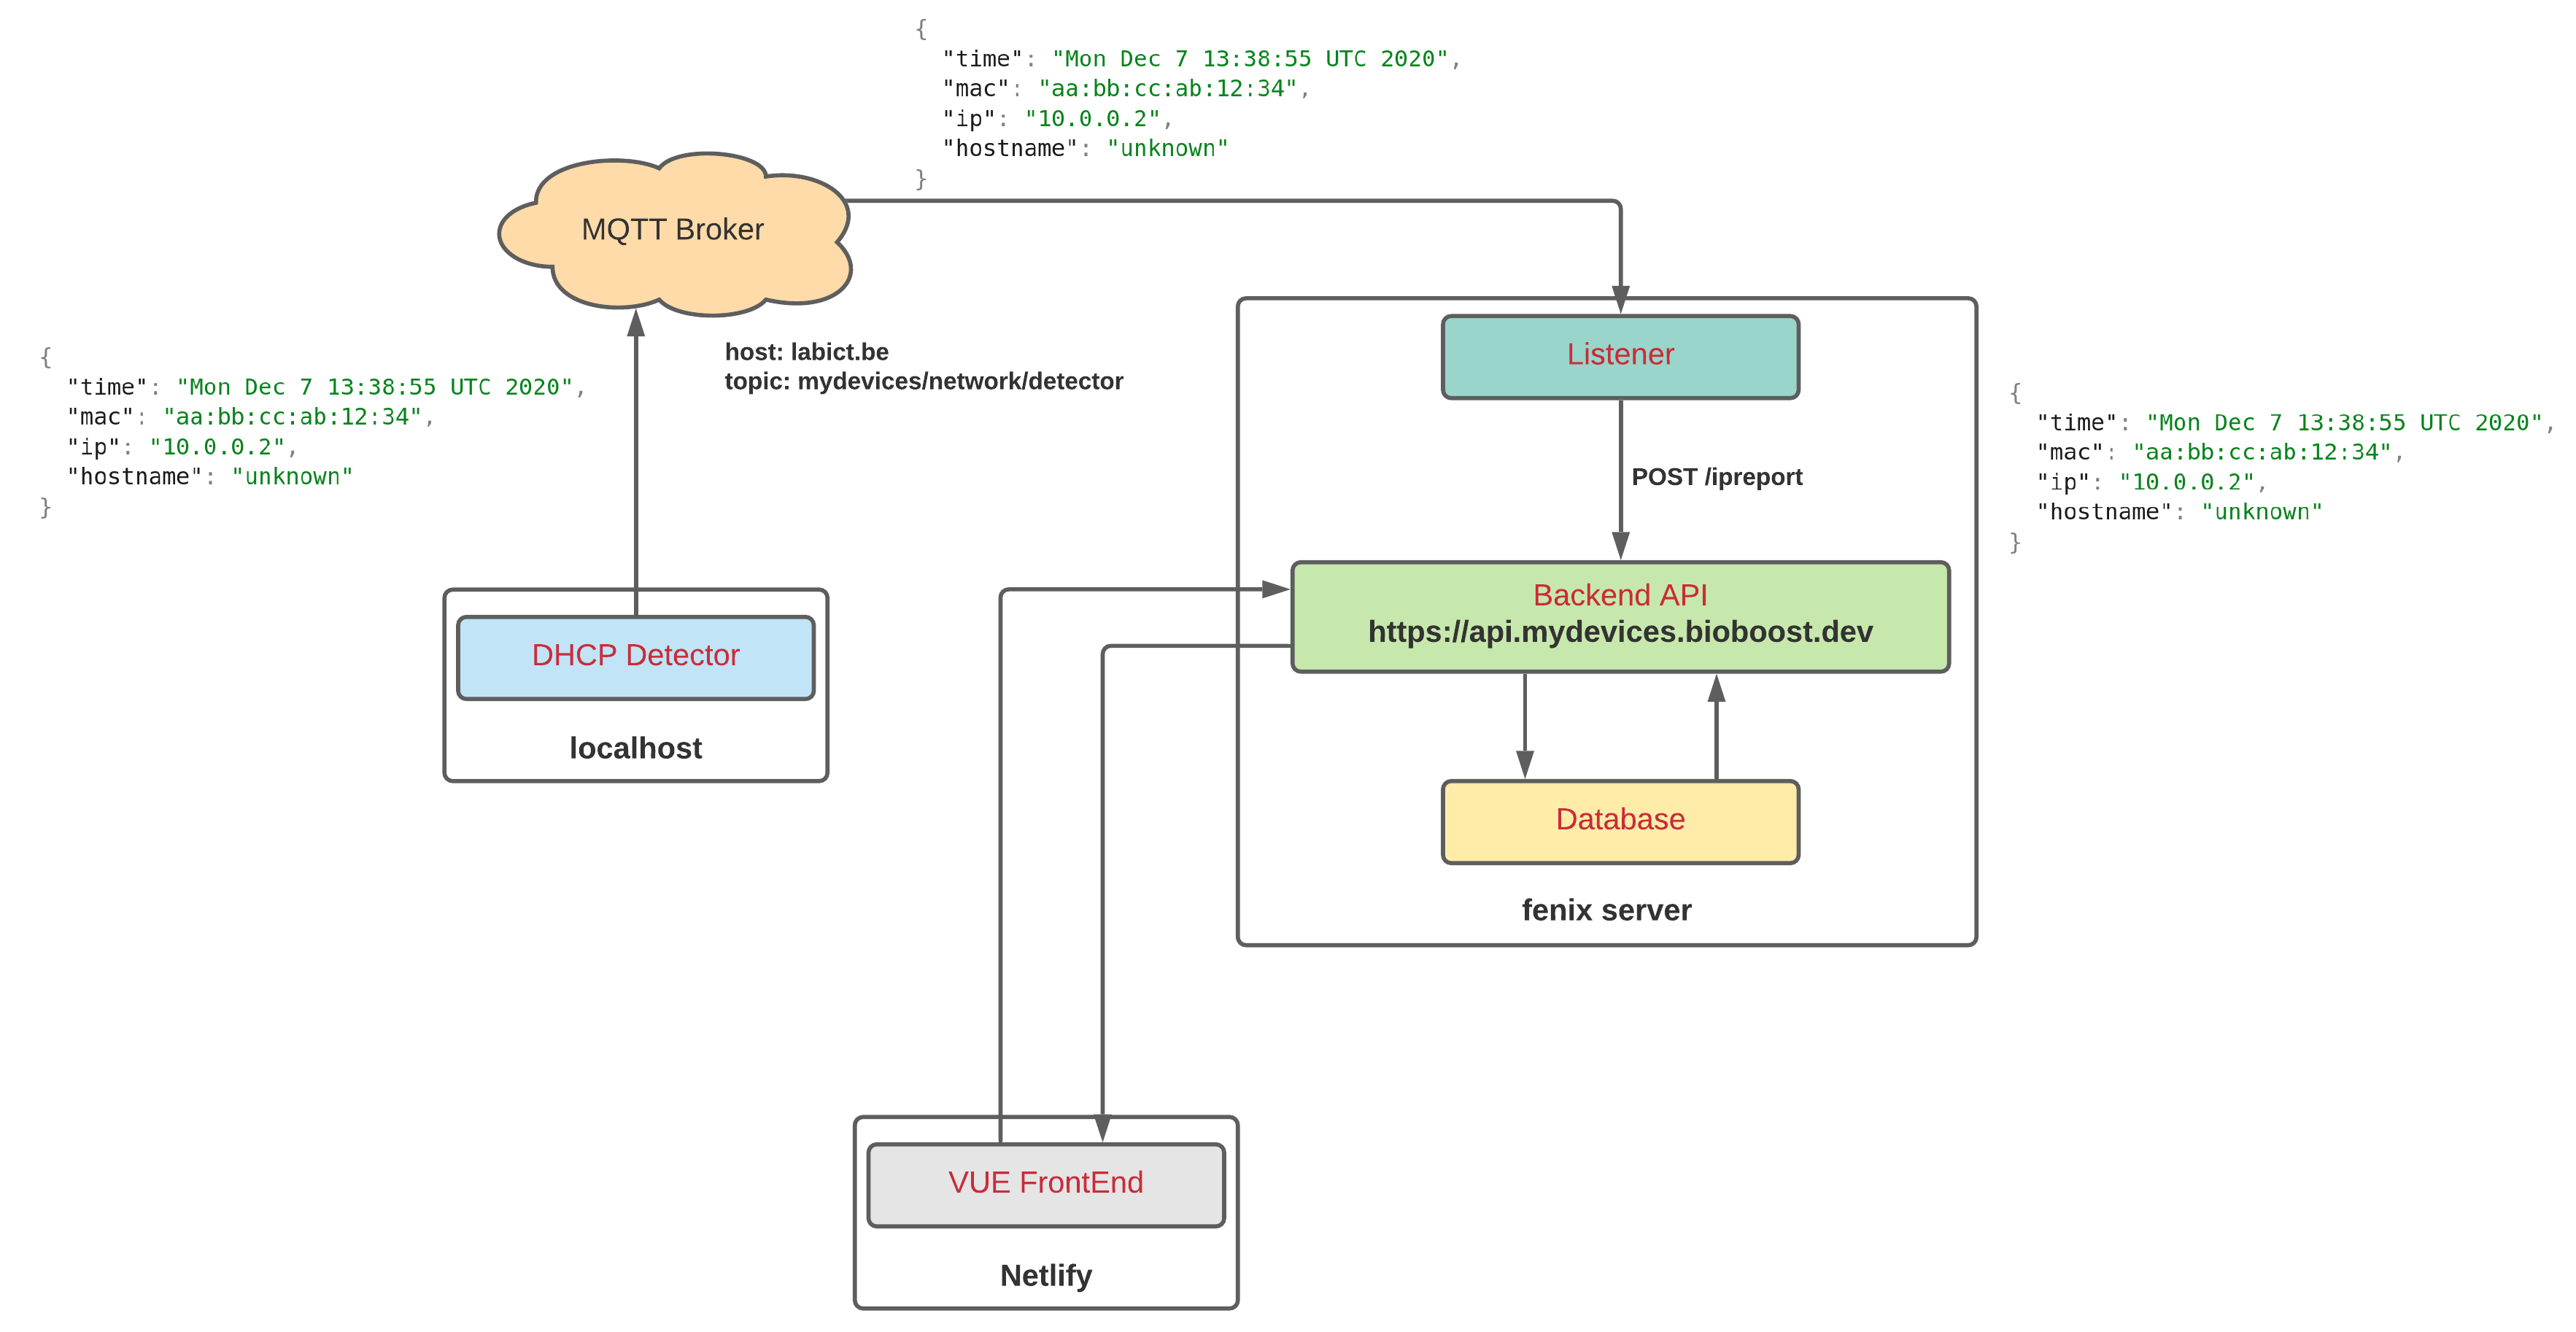 {
"time": "Mon Dec 7 13:38:55 UTC 2020",
"mac": "aa:bb:cc:ab:12:34",
"ip": "10.0.0.2",
"hostname": "unknown"
}
MQTT Broker
host: labict.be
topic: mydevices/network/detector
{
"time": "Mon Dec 7 13:38:55 UTC 2020",
"mac": "aa:bb:cc:ab:12:34",
"ip": "10.0.0.2",
"hostname": "unknown"
}
DHCP Detector
localhost
Listener
POST /ipreport
{
"time": "Mon Dec 7 13:38:55 UTC 2020",
"mac": "aa:bb:cc:ab:12:34",
"ip": "10.0.0.2",
"hostname": "unknown"
}
Backend API
https://api.mydevices.bioboost.dev
Database
fenix server
VUE FrontEnd
Netlify